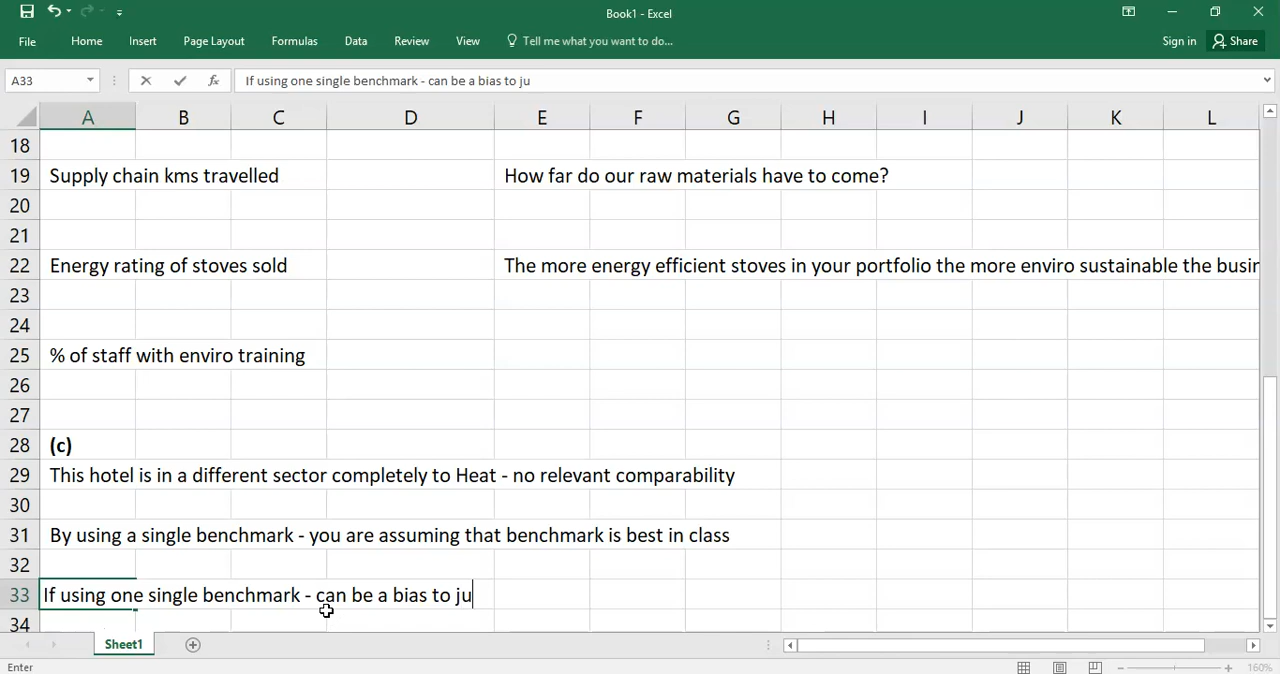 Book1 - Excel
File Home Insert Page Layout Formulas Data Review View Tell me what you want to do... Sign in Share
A33 fx If using one single benchmark - can be a bias to ju
A B C D E F G H I J K L
18
19 Supply chain kms travelled How far do our raw materials have to come?
20
21
22 Energy rating of stoves sold The more energy efficient stoves in your portfolio the more enviro sustainable the busin
23
24
25 % of staff with enviro training
26
27
28 (c)
29 This hotel is in a different sector completely to Heat - no relevant comparability
30
31 By using a single benchmark - you are assuming that benchmark is best in class
32
33 If using one single benchmark - can be a bias to ju
34
Sheet1
Enter 160%